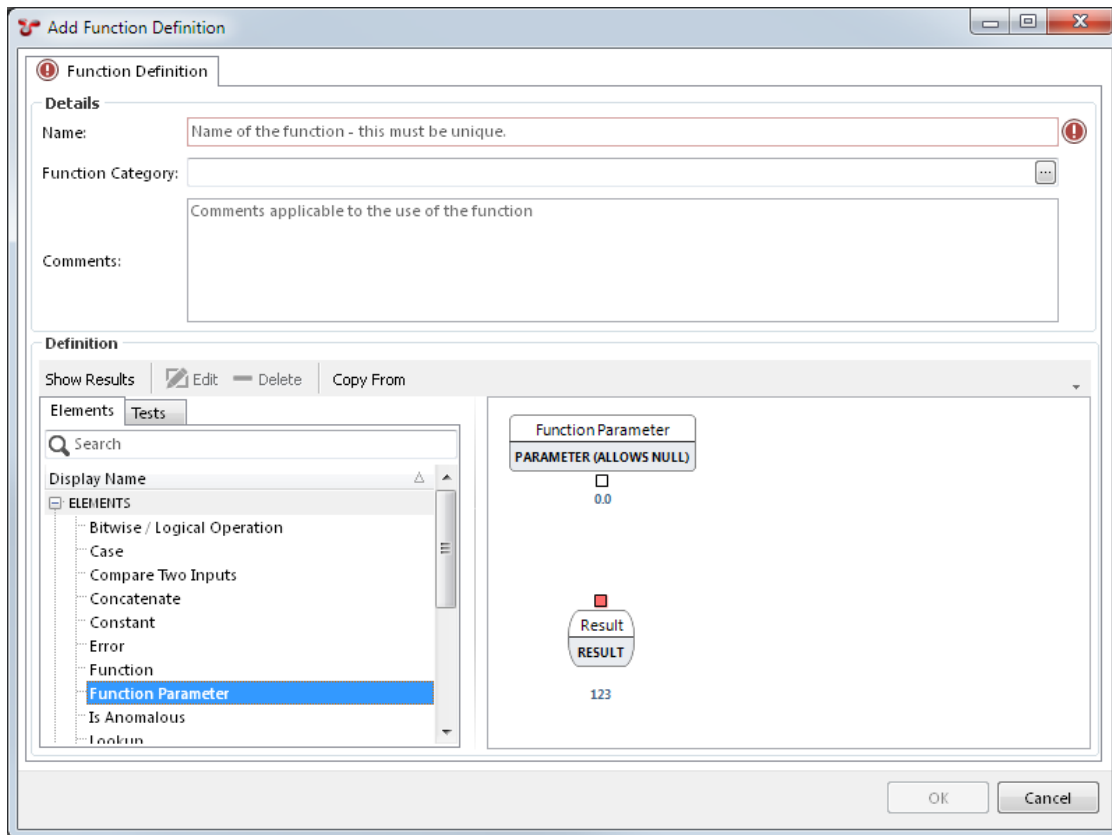 Add Function Definition
Function Definition
Details
Name:
Name of the function - this must be unique.
Function Category:
...
Comments applicable to the use of the function
Comments:
Definition
Show Results
Edit
Delete
Copy From
Elements
Tests
Search
Display Name
ELEMENTS
Bitwise / Logical Operation
Case
Compare Two Inputs
Concatenate
Constant
Error
Function
Function Parameter
Is Anomalous
Lookup
Function Parameter
PARAMETER (ALLOWS NULL)
0.0
Result
RESULT
123
OK
Cancel